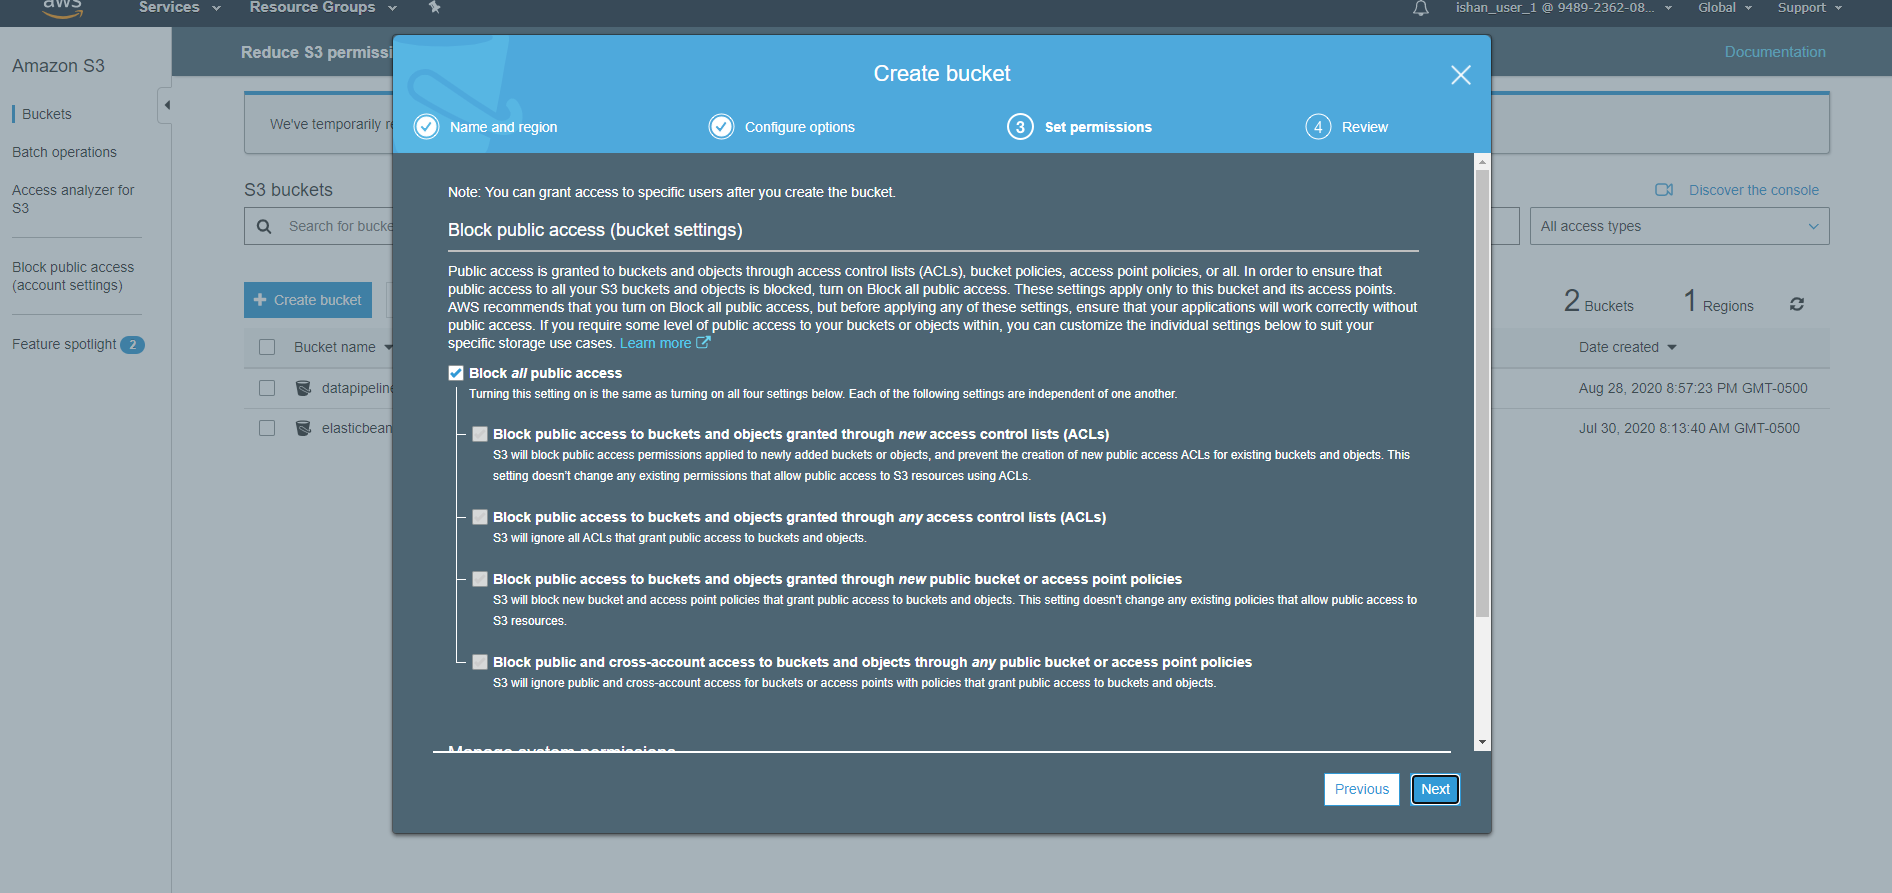 aws
Services
Resource Groups
ishan_user_1 @ 9489-2362-08...
Global
Support
Amazon S3
Buckets
Batch operations
Access analyzer for
S3
Block public access
(account settings)
Feature spotlight 2
Reduce S3
Documentation
We've temporarily
S3 buckets
Discover the console
Search for
All access types
+ Create bucket
2 Buckets
1 Regions
Bucket name
Date created
Aug 28, 2020 8:57:23 PM GMT-0500
Jul 30, 2020 8:13:40 AM GMT-0500
Create bucket
Name and region
Configure options
3 Set permissions
4 Review
Note: You can grant access to specific users after you create the bucket.
Block public access (bucket settings)
Public access is granted to buckets and objects through access control lists (ACLs), bucket policies, access point policies, or all. In order to ensure that
public access to all your S3 buckets and objects is blocked, turn on Block all public access. These settings apply only to this bucket and its access points.
AWS recommends that you turn on Block all public access, but before applying any of these settings, ensure that your applications will work correctly without
public access. If you require some level of public access to your buckets or objects within, you can customize the individual settings below to suit your
specific storage use cases. Learn more
Block all public access
Turning this setting on is the same as turning on all four settings below. Each of the following settings are independent of one another.
Block public access to buckets and objects granted through new access control lists (ACLs)
S3 will block public access permissions applied to newly added buckets or objects, and prevent the creation of new public access ACLs for existing buckets and objects. This
setting doesn't change any existing permissions that allow public access to S3 resources using ACLs.
Block public access to buckets and objects granted through any access control lists (ACLs)
S3 will ignore all ACLs that grant public access to buckets and objects.
Block public access to buckets and objects granted through new public bucket or access point policies
S3 will block new bucket and access point policies that grant public access to buckets and objects. This setting doesn't change any existing policies that allow public access to
S3 resources.
Block public and cross-account access to buckets and objects through any public bucket or access point policies
S3 will ignore public and cross-account access for buckets or access points with policies that grant public access to buckets and objects.
Manage system permissions
Previous
Next